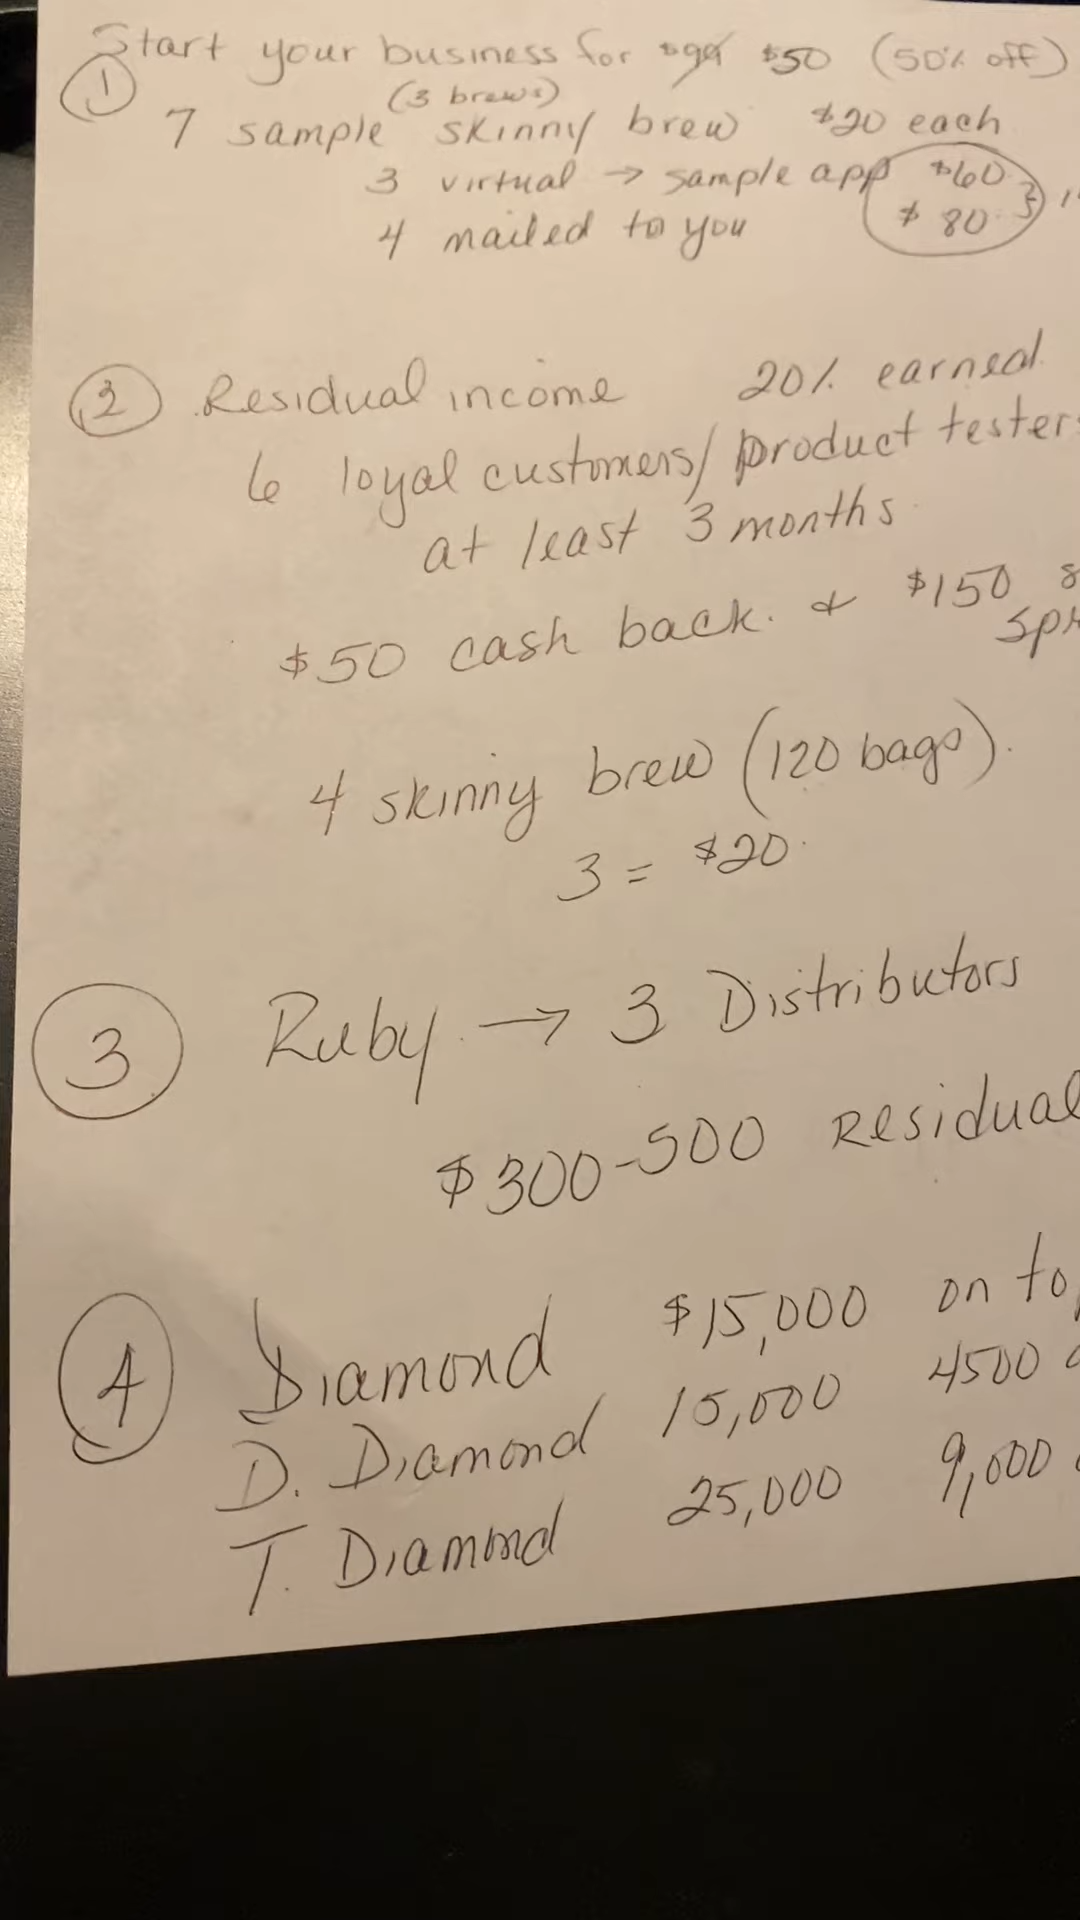 Start your business for $99 $50 (50% off)
① (3 brews)
7 sample skinny brew $20 each
3 virtual → sample app $60
4 mailed to you $80
② Residual income 20% earned
6 loyal customers/product testers
at least 3 months
$50 cash back. & $150
4 skinny brew (120 bags).
3 = $20
③ Ruby → 3 Distributors
$300-500 Residual
④ Diamond $15,000 on
D. Diamond 15,000 4500
T. Diamond 25,000 9,000